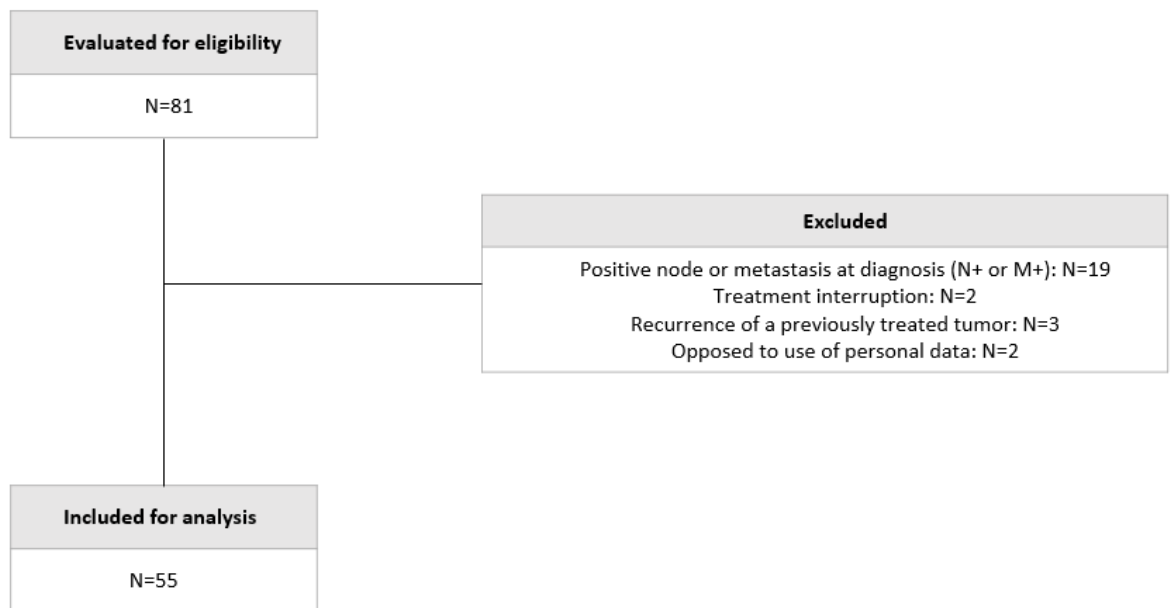 Evaluated for eligibility
N=81
Excluded
Positive node or metastasis at diagnosis (N+ or M+): N=19
Treatment interruption: N=2
Recurrence of a previously treated tumor: N=3
Opposed to use of personal data: N=2
Included for analysis
N=55